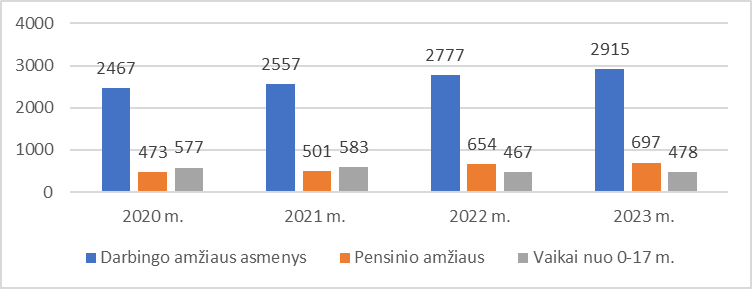 4000
3000
2000
1000
0
2467
473
577
2557
501
583
2777
654
467
2915
697
478
2020 m.
2021 m.
2022 m.
2023 m.
Darbingo amžiaus asmenys
Pensinio amžiaus
Vaikai nuo 0-17 m.